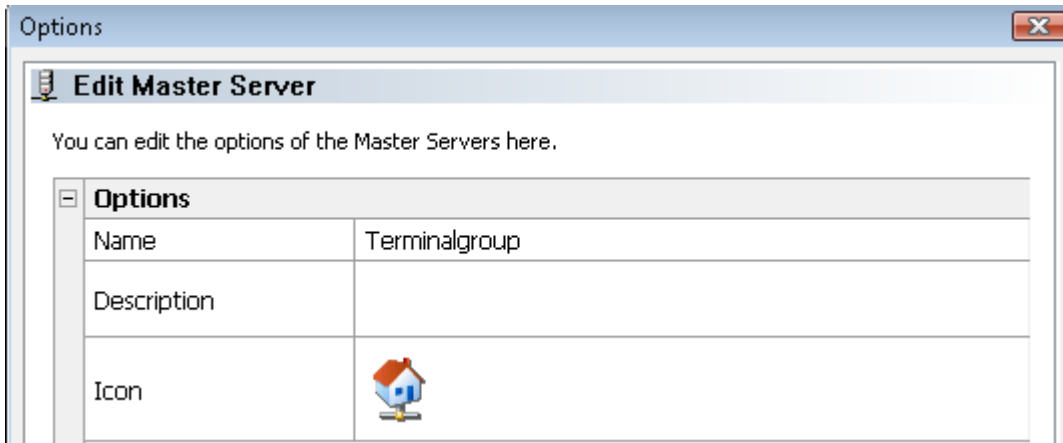 Options
Edit Master Server
You can edit the options of the Master Servers here.
Options
Name Terminalgroup
Description
Icon